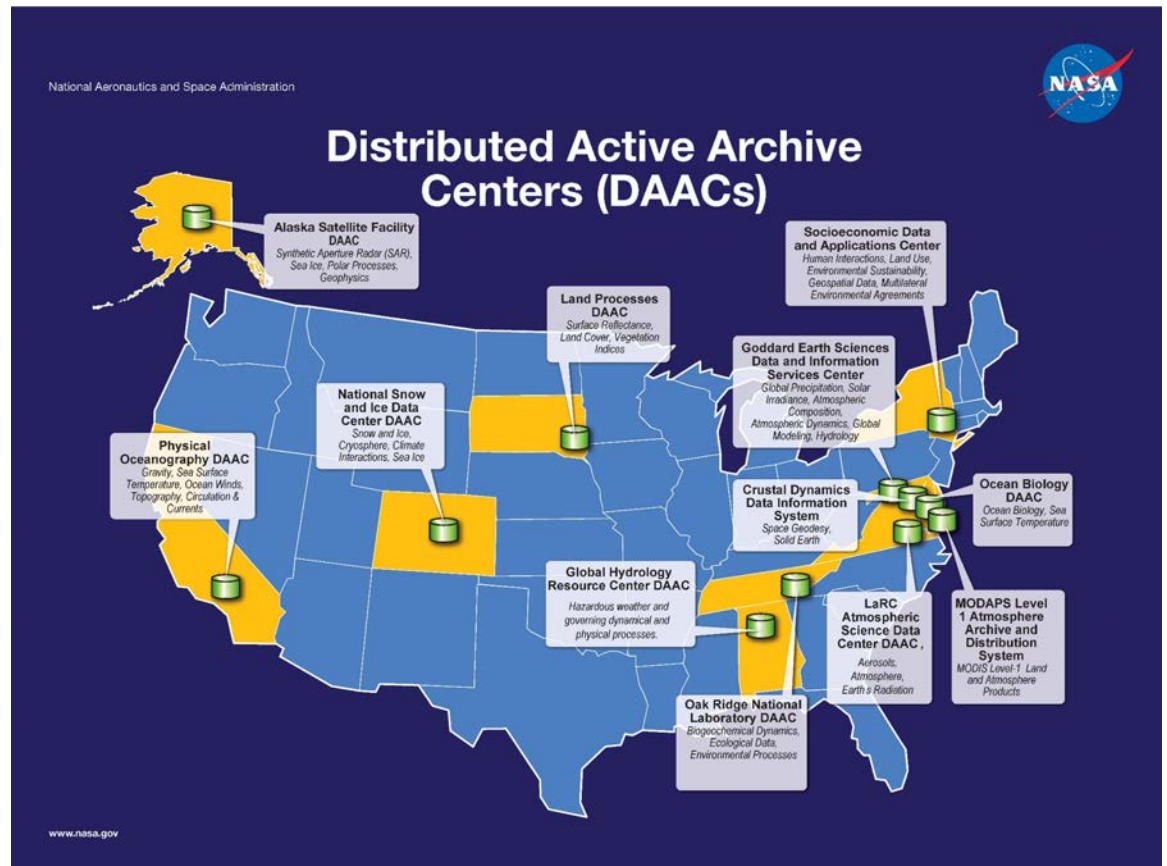 National Aeronautics and Space Administration
NASA
Distributed Active Archive
Centers (DAACs)
Alaska Satellite Facility
DAAC
Synthetic Aperture Radar (SAR),
Sea Ice, Polar Processes,
Geophysics
Socioeconomic Data
and Applications Center
Human Interactions, Land Use,
Environmental Sustainability,
Geospatial Data, Multilateral
Environmental Agreements
Land Processes
DAAC
Surface Reflectance,
Land Cover, Vegetation
Indices
Goddard Earth Sciences
Data and Information
Services Center
Global Precipitation, Solar
Irradiance, Atmospheric
Composition,
Atmospheric Dynamics, Global
Modeling, Hydrology
National Snow
and Ice Data
Center DAAC
Snow and Ice,
Cryosphere, Climate
Interactions, Sea Ice
Physical
Oceanography DAAC
Gravity, Sea Surface
Temperature, Ocean Winds,
Topography, Circulation &
Currents
Crustal Dynamics
Data Information
System
Space Geodesy,
Solid Earth
Ocean Biology
DAAC
Ocean Biology, Sea
Surface Temperature
Global Hydrology
Resource Center DAAC
Hazardous weather and
governing dynamical and
physical processes.
LaRC
Atmospheric
Science Data
Center DAAC ,
Aerosols,
Atmosphere,
Earth's Radiation
MODAPS Level
1 Atmosphere
Archive and
Distribution
System
MODIS Level-1 Land
and Atmosphere
Products
Oak Ridge National
Laboratory DAAC
Biogeochemical Dynamics,
Ecological Data,
Environmental Processes
www.nasa.gov